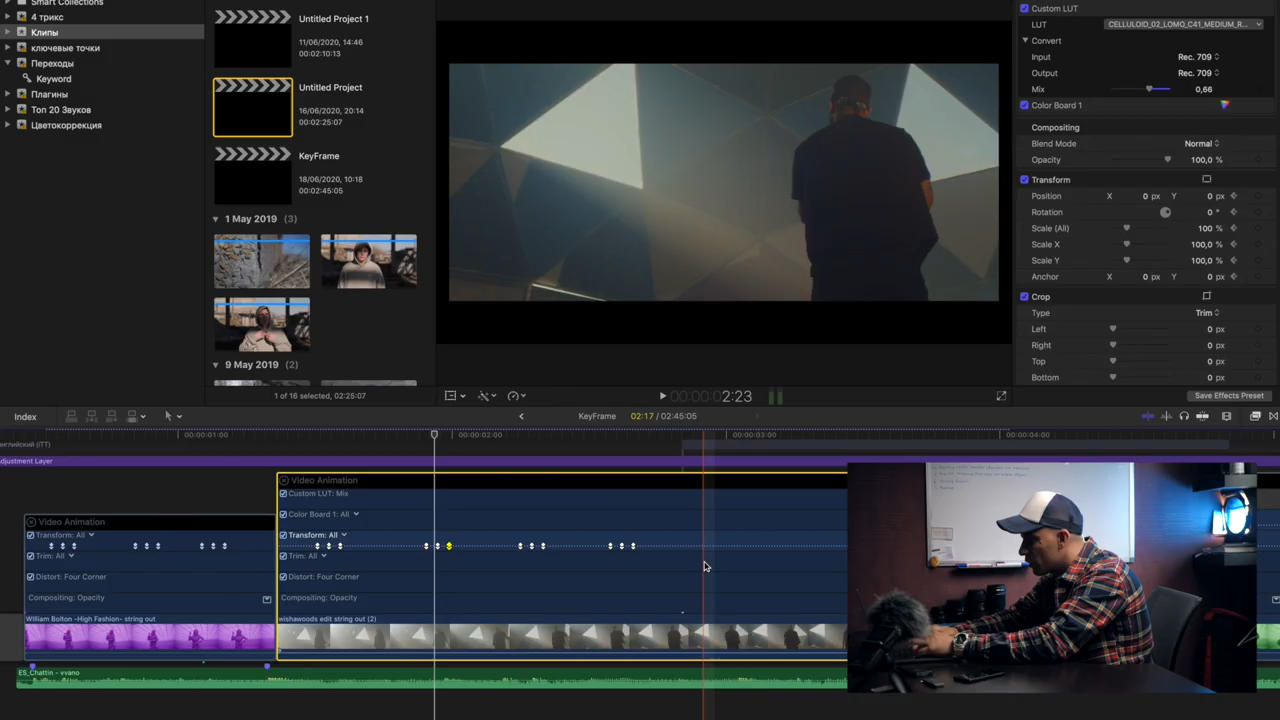 Smart Collections
4 трикс
Клипы
ключевые точки
Переходы
Keyword
Плагины
Топ 20 Звуков
Цветокоррекция
Untitled Project 1
11/06/2020, 14:46
00:02:10:13
Untitled Project
16/06/2020, 20:14
00:02:25:07
KeyFrame
18/06/2020, 10:18
00:02:45:05
1 May 2019 (3)
9 May 2019 (2)
1 of 16 selected, 02:25:07
00:00:02:23
Custom LUT
LUT CELLULOID_02_LOMO_C41_MEDIUM_R...
Convert
Input Rec. 709
Output Rec. 709
Mix 0,66
Color Board 1
Compositing
Blend Mode Normal
Opacity 100,0 %
Transform
Position X 0 px Y 0 px
Rotation 0 °
Scale (All) 100 %
Scale X 100,0 %
Scale Y 100,0 %
Anchor X 0 px Y 0 px
Crop
Type Trim
Left 0 px
Right 0 px
Top 0 px
Bottom 0 px
Save Effects Preset
Index
KeyFrame 02:17 / 02:45:05
00:00:01:00 00:00:02:00 00:00:03:00 00:00:04:00
английский (ITT)
djustment Layer
Video Animation
Transform: All
Trim: All
Distort: Four Corner
Compositing: Opacity
William Bolton -High Fashion- string out
Video Animation
Custom LUT: Mix
Color Board 1: All
Transform: All
Trim: All
Distort: Four Corner
Compositing: Opacity
wishawoods edit string out (2)
ES_Chattin - vvano